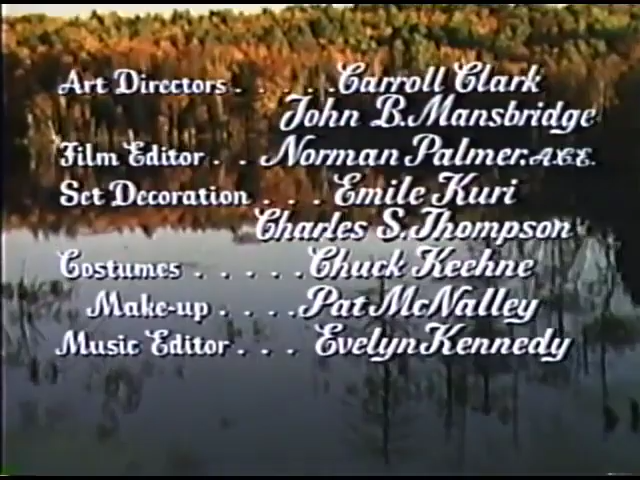 Art Directors . . . . . Carroll Clark
John B. Mansbridge
Film Editor . . Norman Palmer, A.C.E.
Set Decoration . . . Emile Kuri
Charles S. Thompson
Costumes . . . . . Chuck Keehne
Make-up . . . . Pat McNalley
Music Editor . . . Evelyn Kennedy